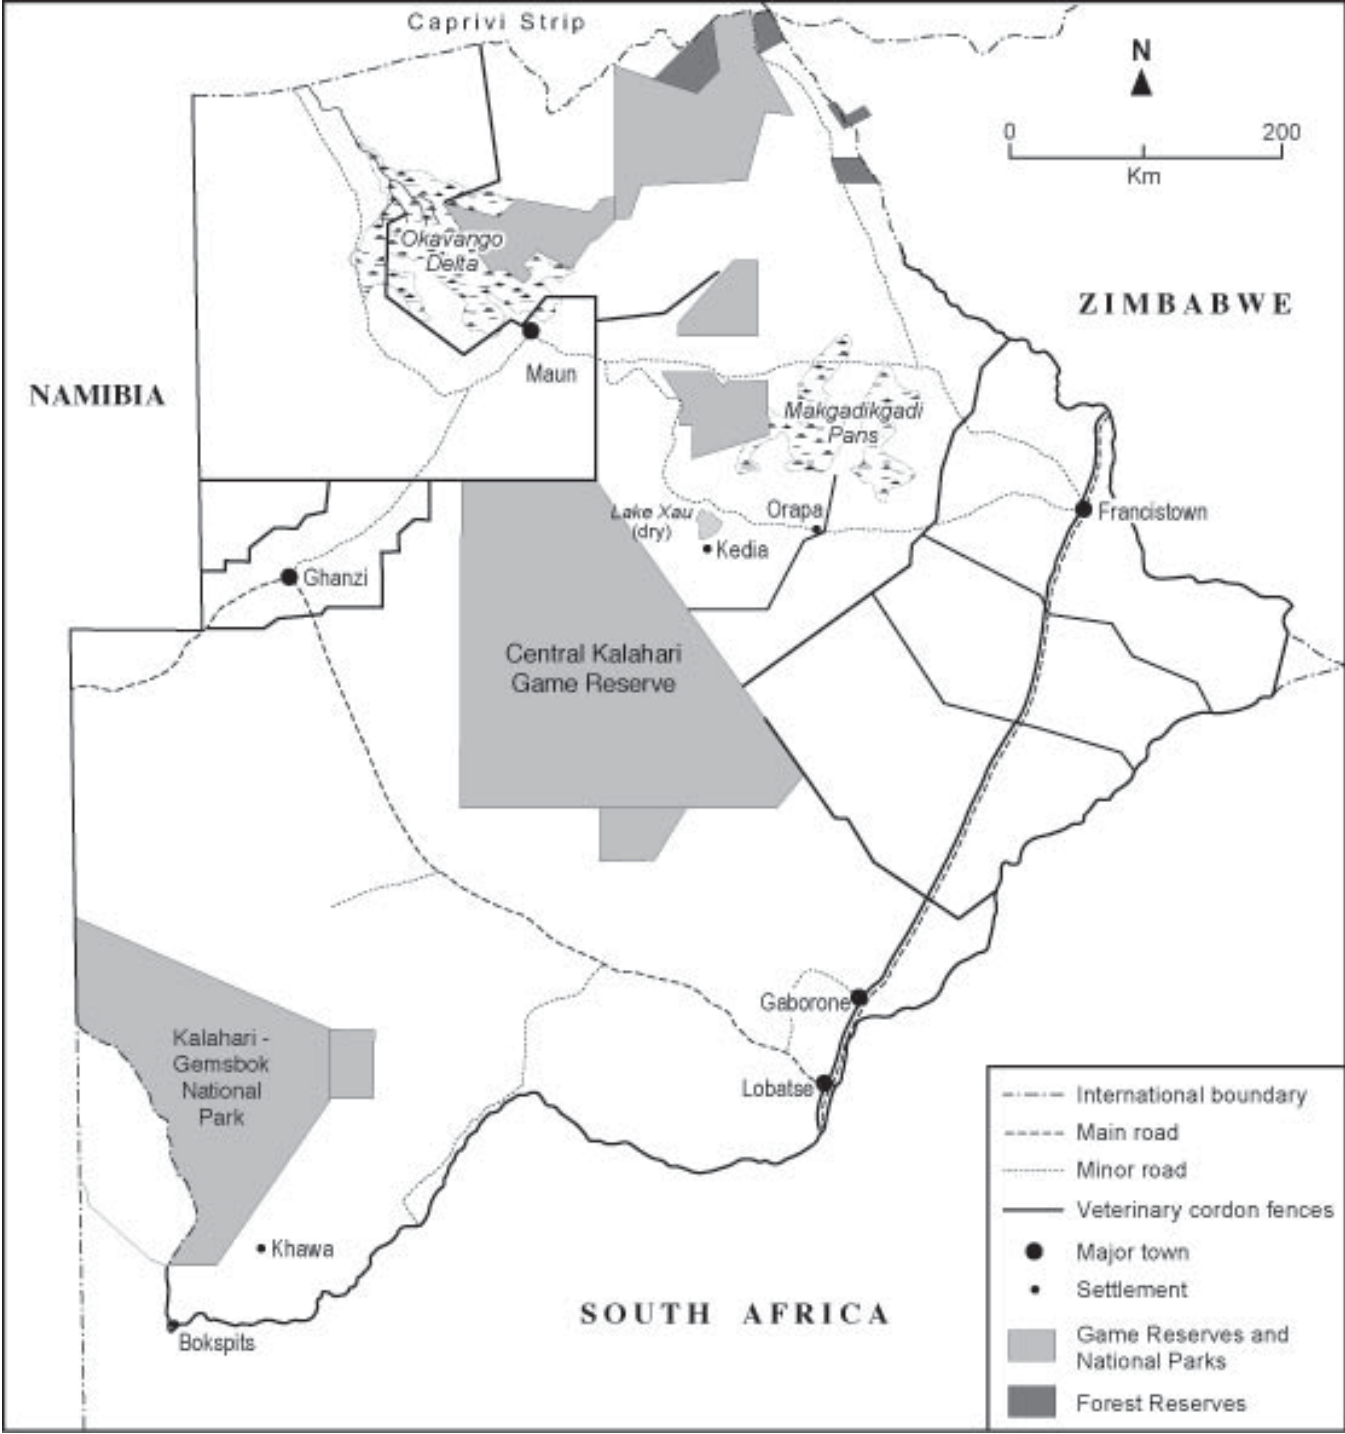 Caprivi Strip
N
0 200
Km
Okavango
Delta
ZIMBABWE
Maun
NAMIBIA
Makgadikgadi
Pans
Lake Xau
(dry)
Orapa
Francistown
Kedia
Ghanzi
Central Kalahari
Game Reserve
Gaborone
Kalahari -
Gemsbok
National
Park
Lobatse
International boundary
Main road
Minor road
Veterinary cordon fences
Khawa
Major town
Settlement
SOUTH AFRICA
Bokspits
Game Reserves and
National Parks
Forest Reserves